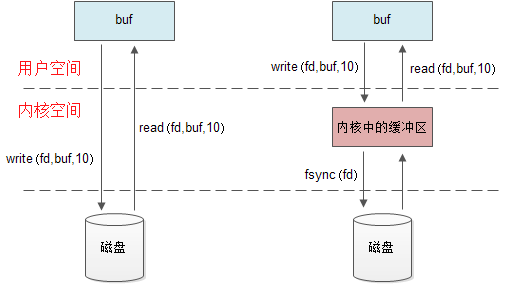 buf
buf
用户空间
write (fd,buf,10)
read (fd,buf,10)
内核空间
read (fd,buf,10)
内核中的缓冲区
write (fd,buf,10)
fsync (fd)
磁盘
磁盘